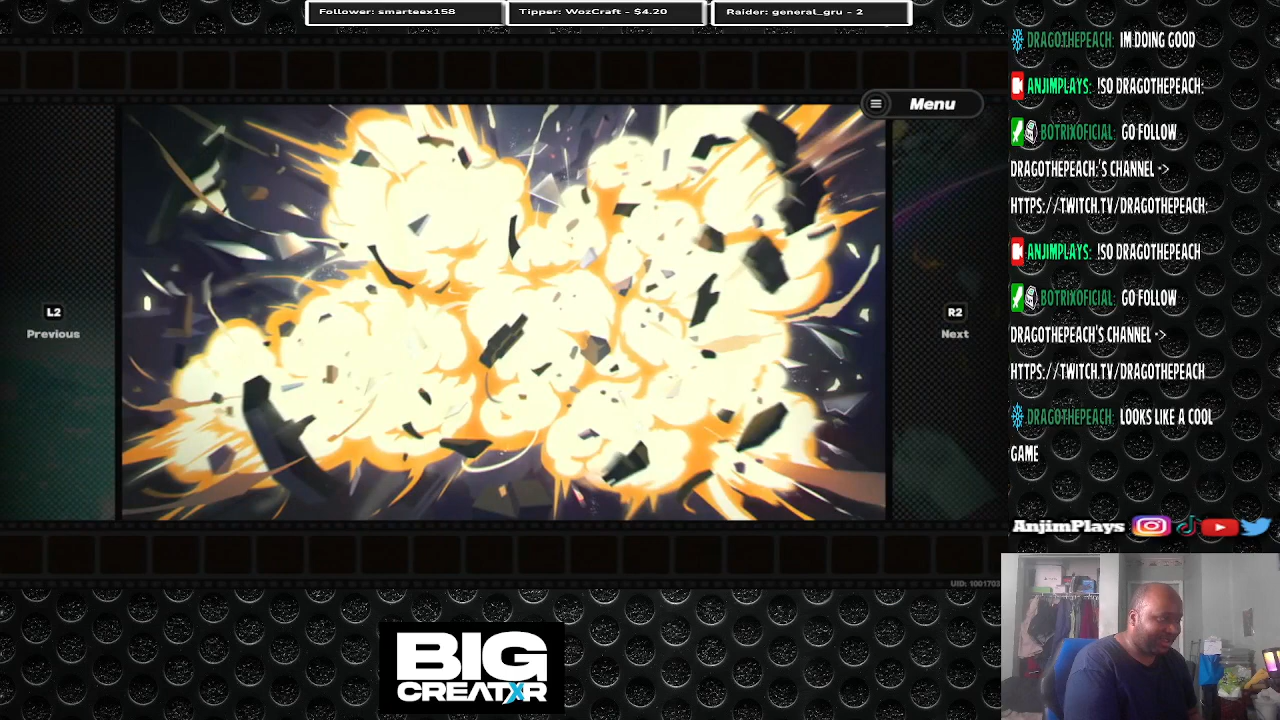 Follower: smarteex158
Tipper: WozCraft - $4.20
Raider: general_gru - 2
Menu
L2
Previous
R2
Next
DRAGOTHEPEACH: IM DOING GOOD
ANJIMPLAYS: !SO DRAGOTHEPEACH:
BOTRIXOFICIAL: GO FOLLOW
DRAGOTHEPEACH:'S CHANNEL ->
HTTPS://TWITCH.TV/DRAGOTHEPEACH:
ANJIMPLAYS: !SO DRAGOTHEPEACH
BOTRIXOFICIAL: GO FOLLOW
DRAGOTHEPEACH'S CHANNEL ->
HTTPS://TWITCH.TV/DRAGOTHEPEACH
DRAGOTHEPEACH: LOOKS LIKE A COOL
GAME
AnjimPlays
UID: 1001703
BIG
CREATXR